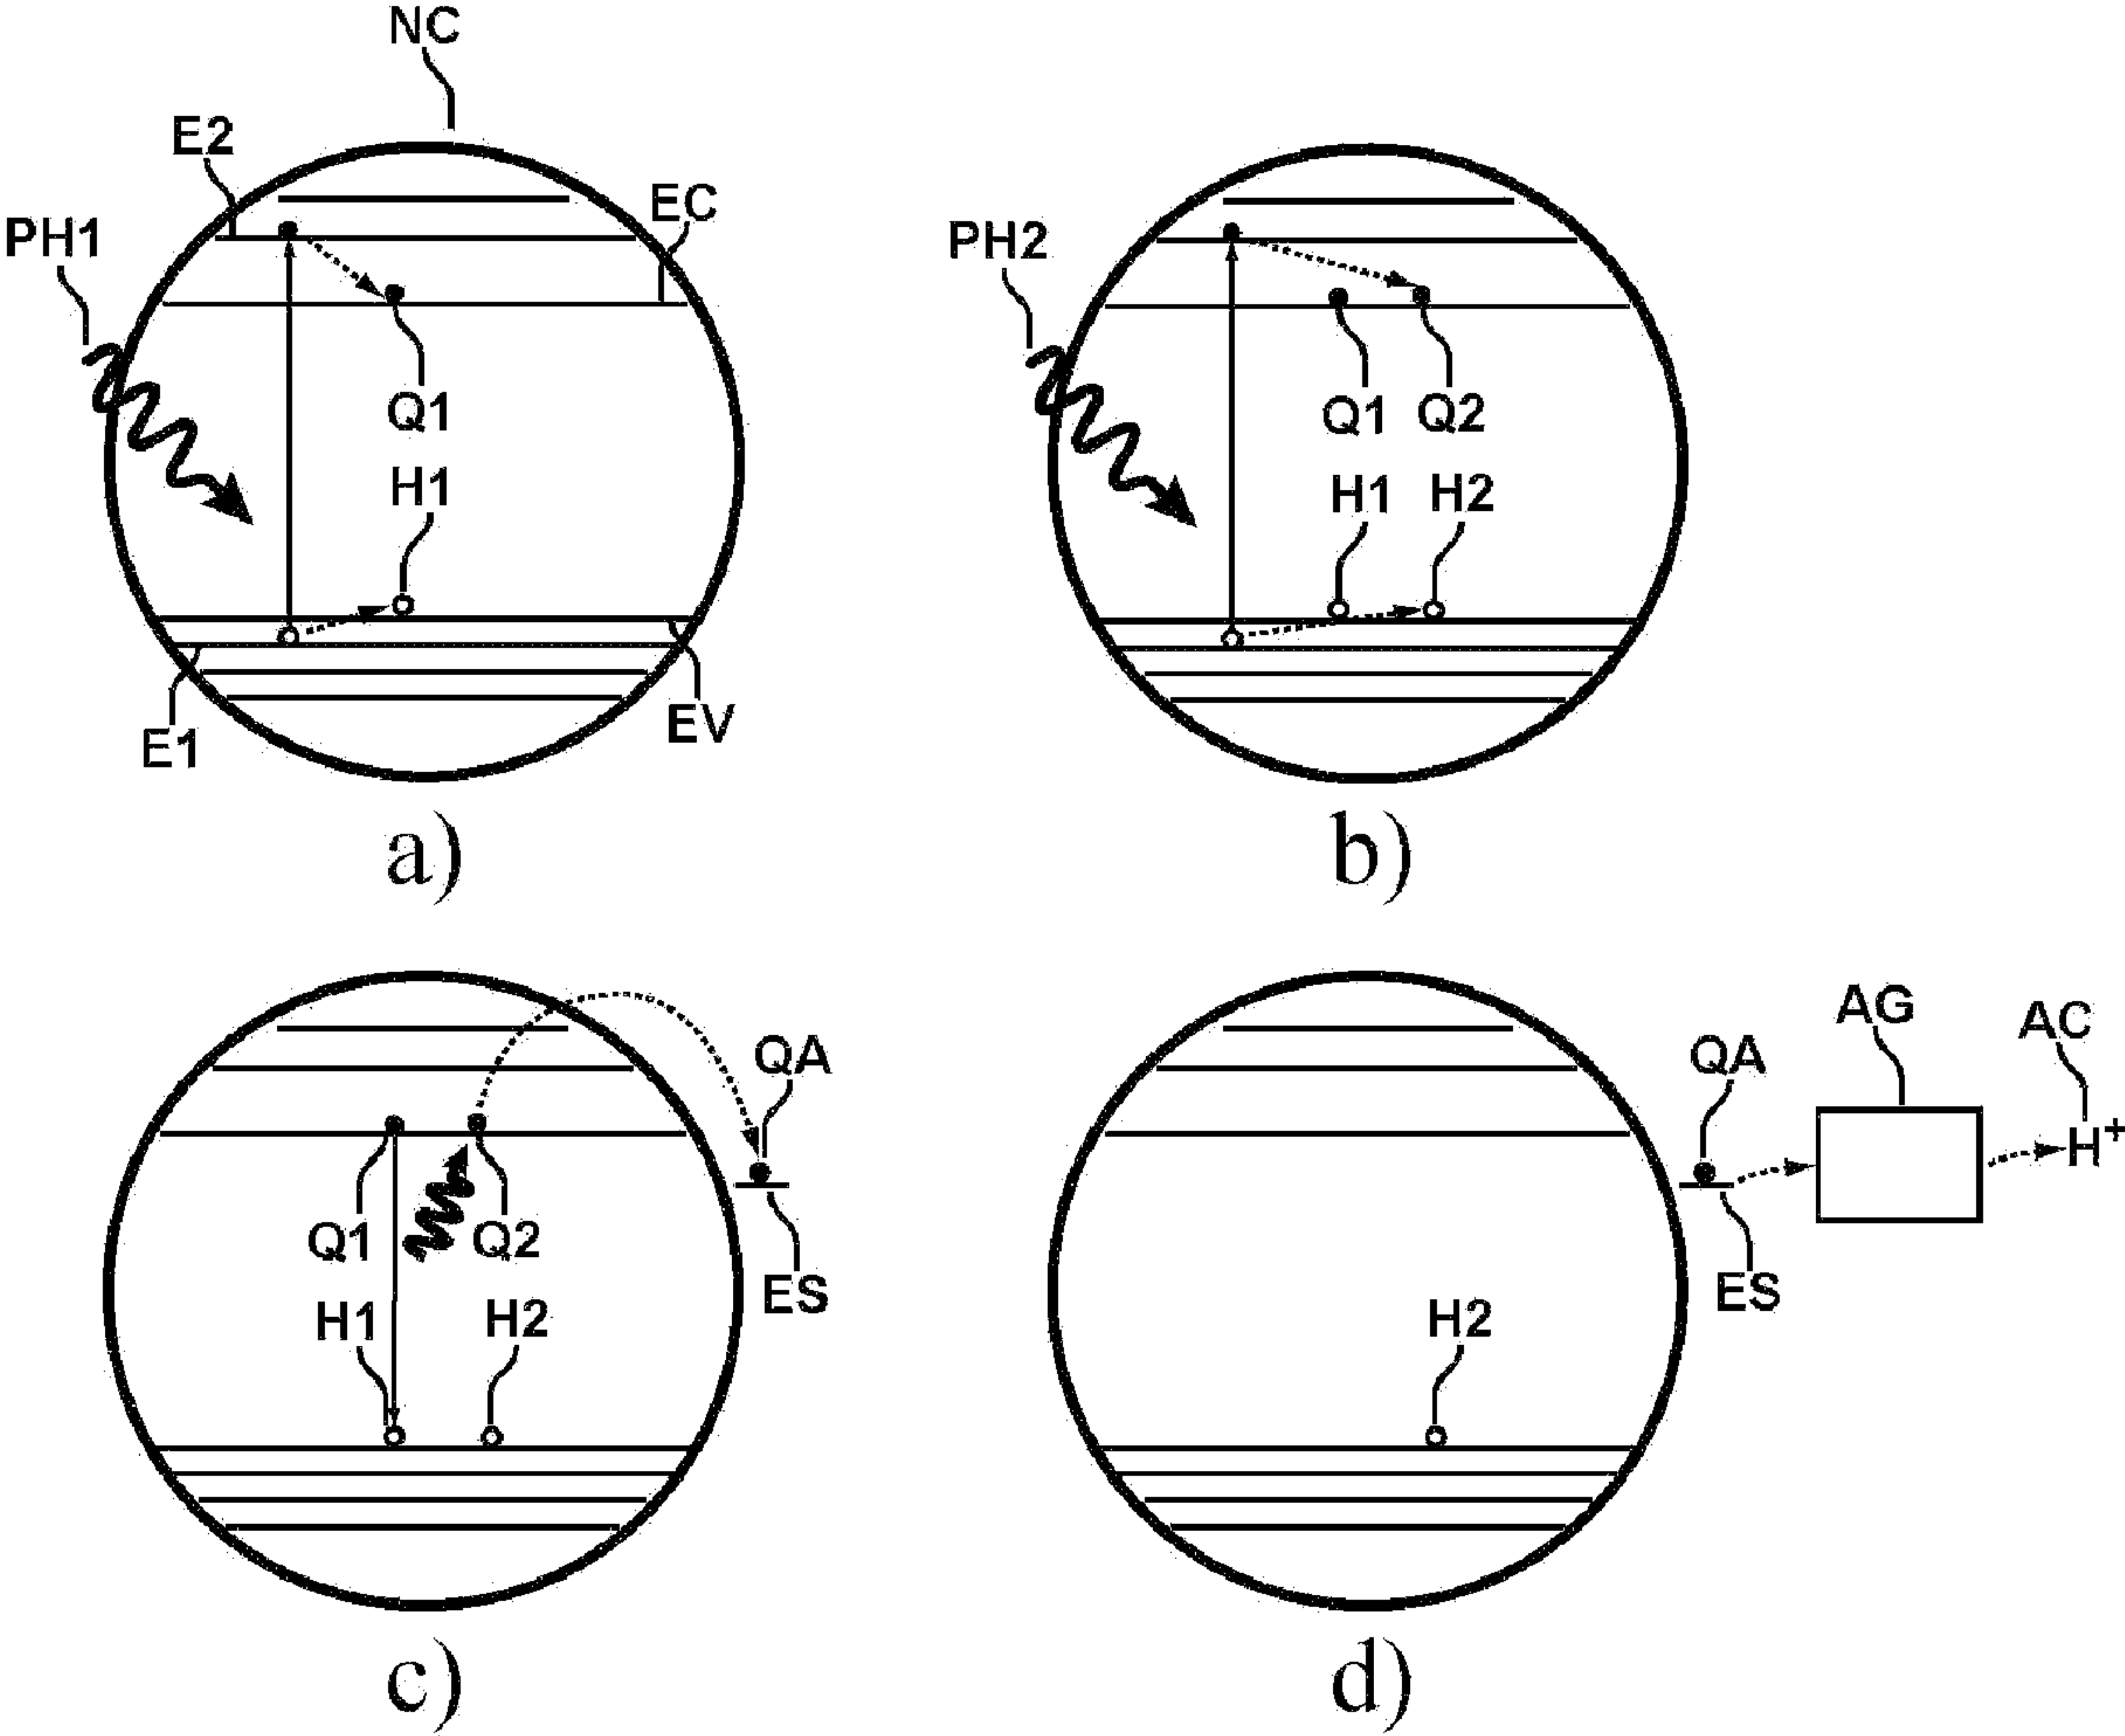 NC
E2
EC
PH1
Q1
H1
EV
E1
a)
PH2
Q1 Q2
H1 H2
b)
QA
Q1 Q2
ES
H1 H2
c)
AG
AC
QA
H+
ES
H2
d)